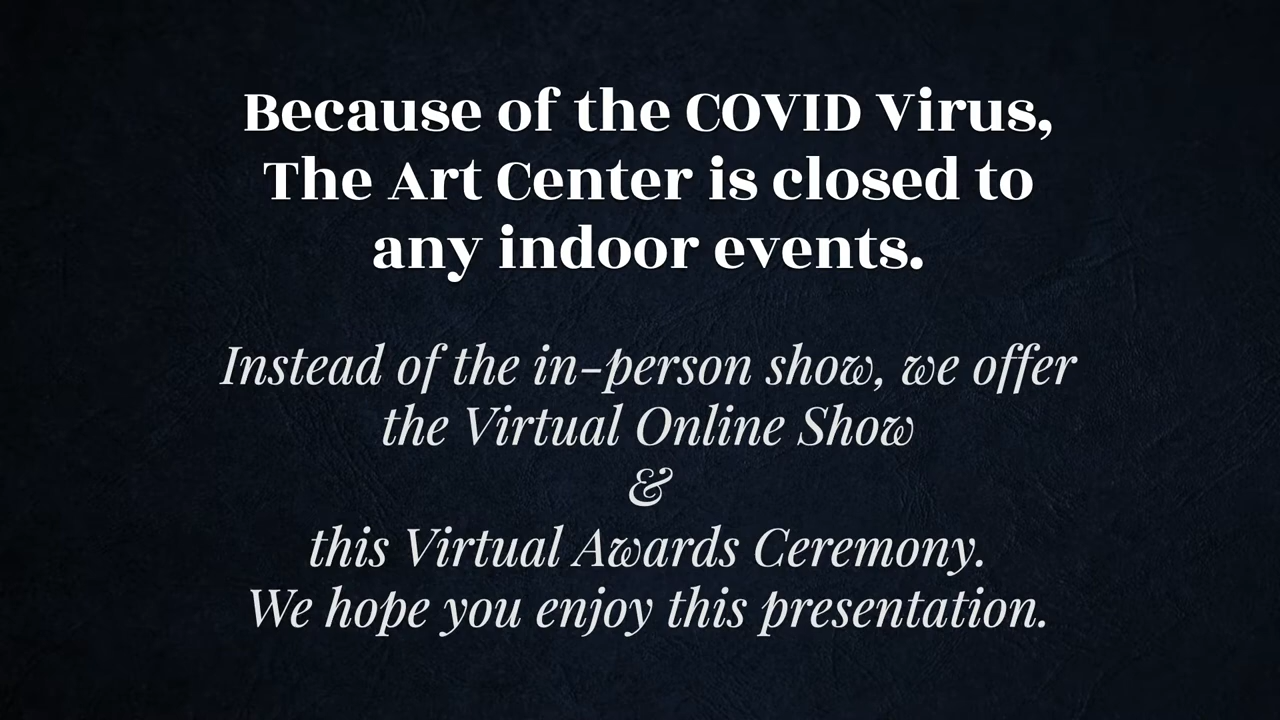 Because of the COVID Virus,
The Art Center is closed to
any indoor events.
Instead of the in-person show, we offer
the Virtual Online Show
&
this Virtual Awards Ceremony.
We hope you enjoy this presentation.